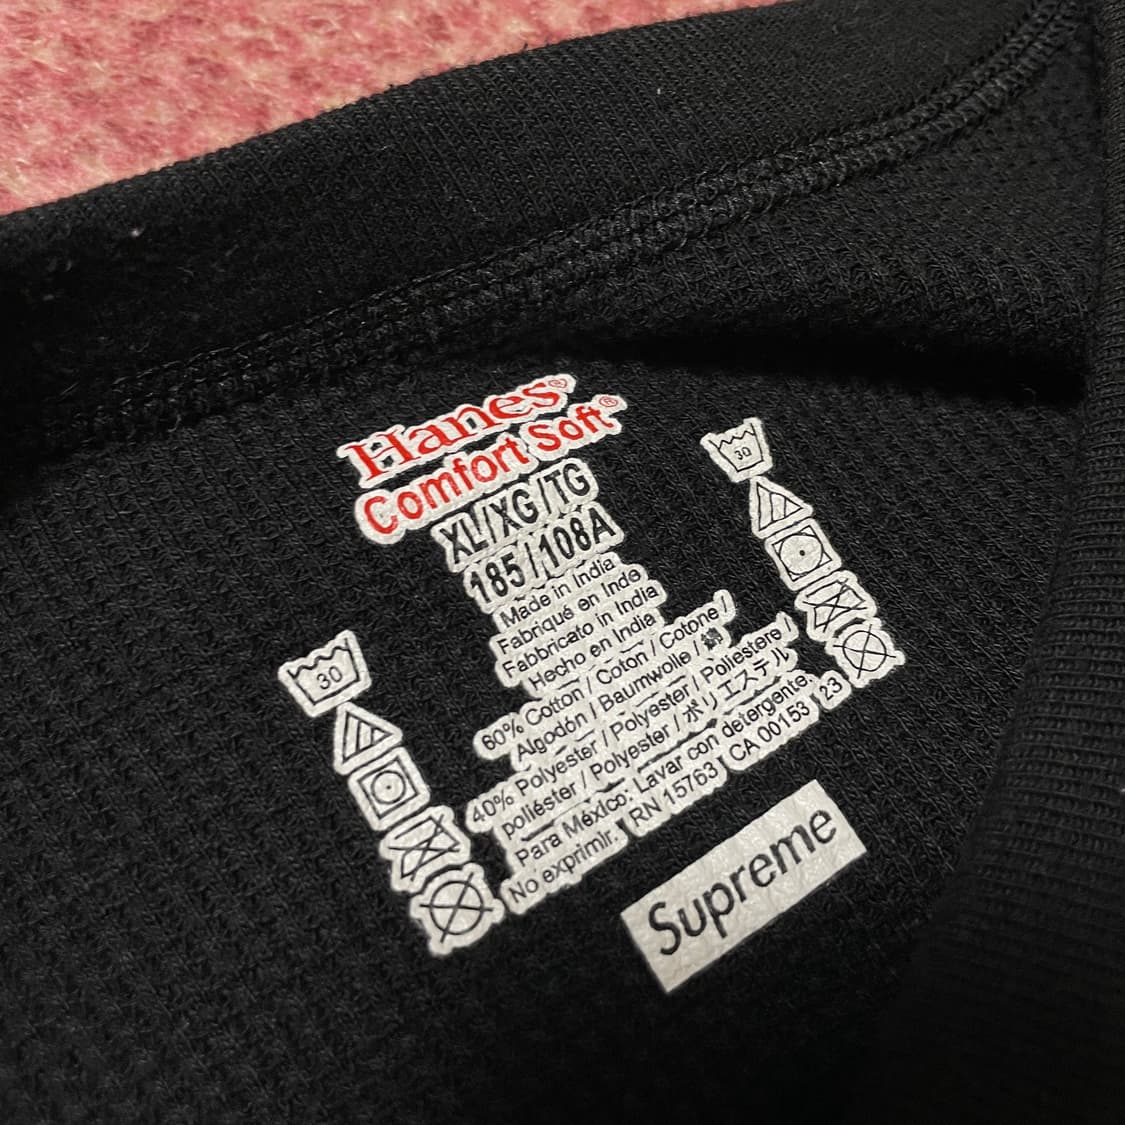 Hanes®
Comfort Soft®
XL/XG/TG
185/108A
Made in India
Fabriqué en Inde
Fabbricato in India
Hecho en India
60% Cotton / Coton / Cotone /
Algodón / Baumwolle / 綿
40% Polyester / Polyester / Poliestere /
poliéster / Polyester / ポリエステル
Para México: Lavar con detergente.
No exprimir. RN 15763 CA 00153 23
30
30
Supreme